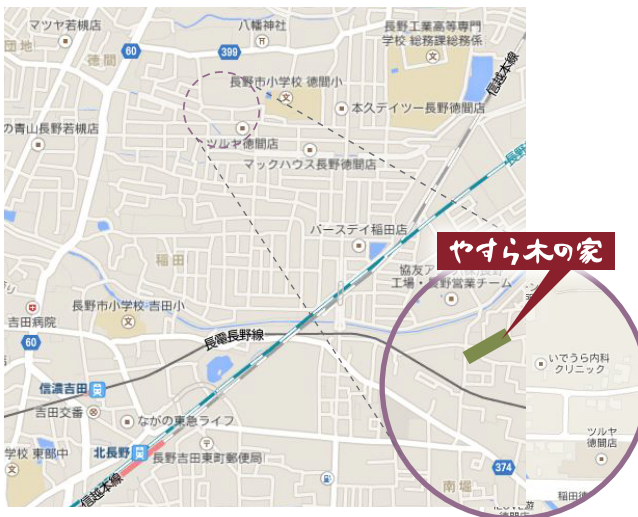 マツヤ若槻店
八幡神社
長野工業高等専門
学校 総務課総務係
団地
60
徳間
399
信越本線
長野市小学校 徳間小
本久デイツー長野徳間店
の青山長野若槻店
ツルヤ徳間店
マックハウス長野徳間店
長野
バースデイ稲田店
やすら木の家
稲田
協友ア
工場・長野営業チーム
長野市小学校-吉田小
吉田病院
長電長野線
60
いでうら内科
クリニック
信濃吉田
吉田交番
ながの東急ライフ
ツルヤ
徳間店
学校 東部中
北長野
長野吉田東町郵便局
374
信越本線
南堀
稲田徳